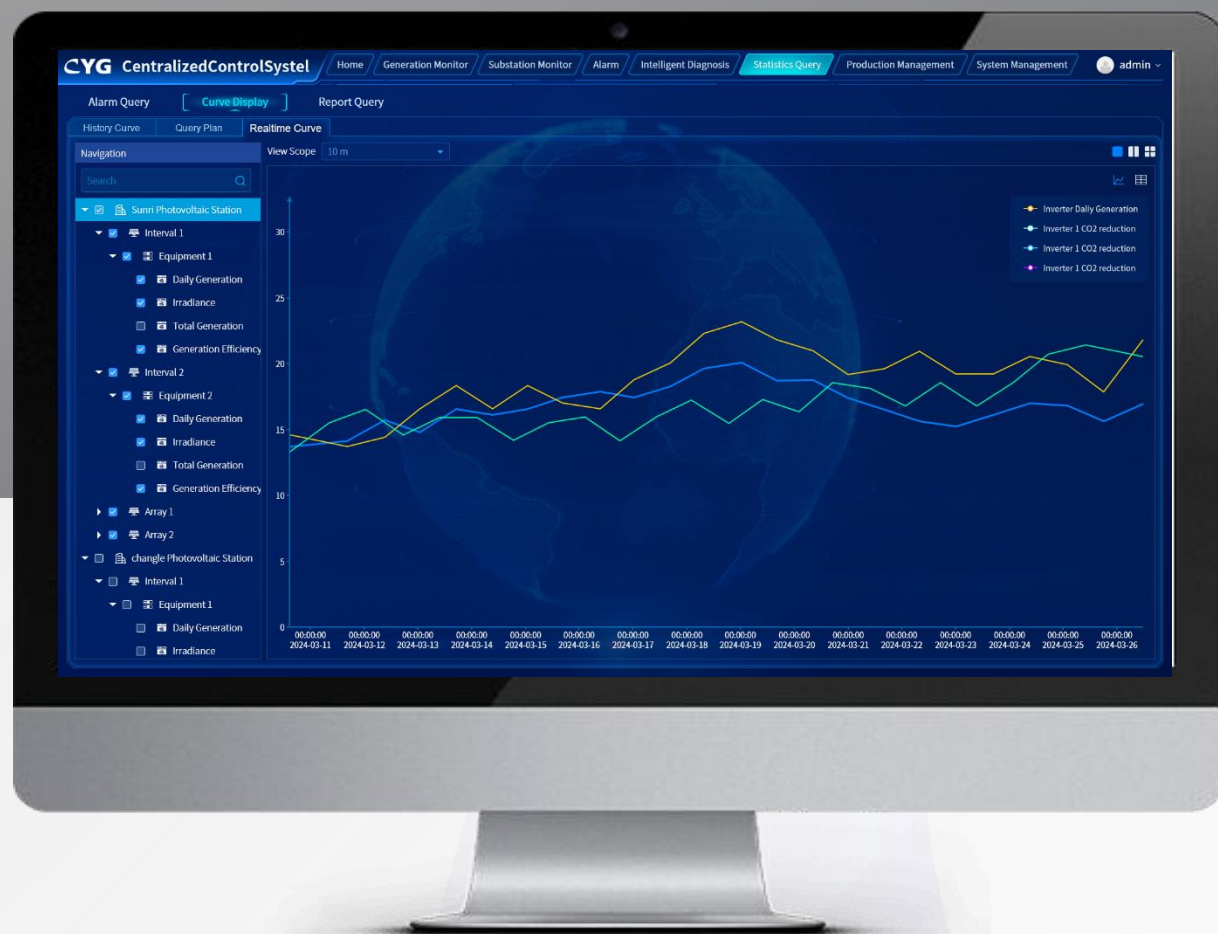 CYG CentralizedControlSystel
Home
Generation Monitor
Substation Monitor
Alarm
Intelligent Diagnosis
Statistics Query
Production Management
System Management
admin
Alarm Query
[ Curve Display ]
Report Query
History Curve
Query Plan
Realtime Curve
Navigation
Search
Sunri Photovoltaic Station
Interval 1
Equipment 1
Daily Generation
Irradiance
Total Generation
Generation Efficiency
Interval 2
Equipment 2
Daily Generation
Irradiance
Total Generation
Generation Efficiency
Array 1
Array 2
changle Photovoltaic Station
Interval 1
Equipment 1
Daily Generation
Irradiance
View Scope 10 m
Inverter Daily Generation
Inverter 1 CO2 reduction
Inverter 1 CO2 reduction
Inverter 1 CO2 reduction
30
25
20
15
10
5
0
00:00:00 00:00:00 00:00:00 00:00:00 00:00:00 00:00:00 00:00:00 00:00:00 00:00:00 00:00:00 00:00:00 00:00:00 00:00:00 00:00:00 00:00:00 00:00:00
2024-03-11 2024-03-12 2024-03-13 2024-03-14 2024-03-15 2024-03-16 2024-03-17 2024-03-18 2024-03-19 2024-03-20 2024-03-21 2024-03-22 2024-03-23 2024-03-24 2024-03-25 2024-03-26